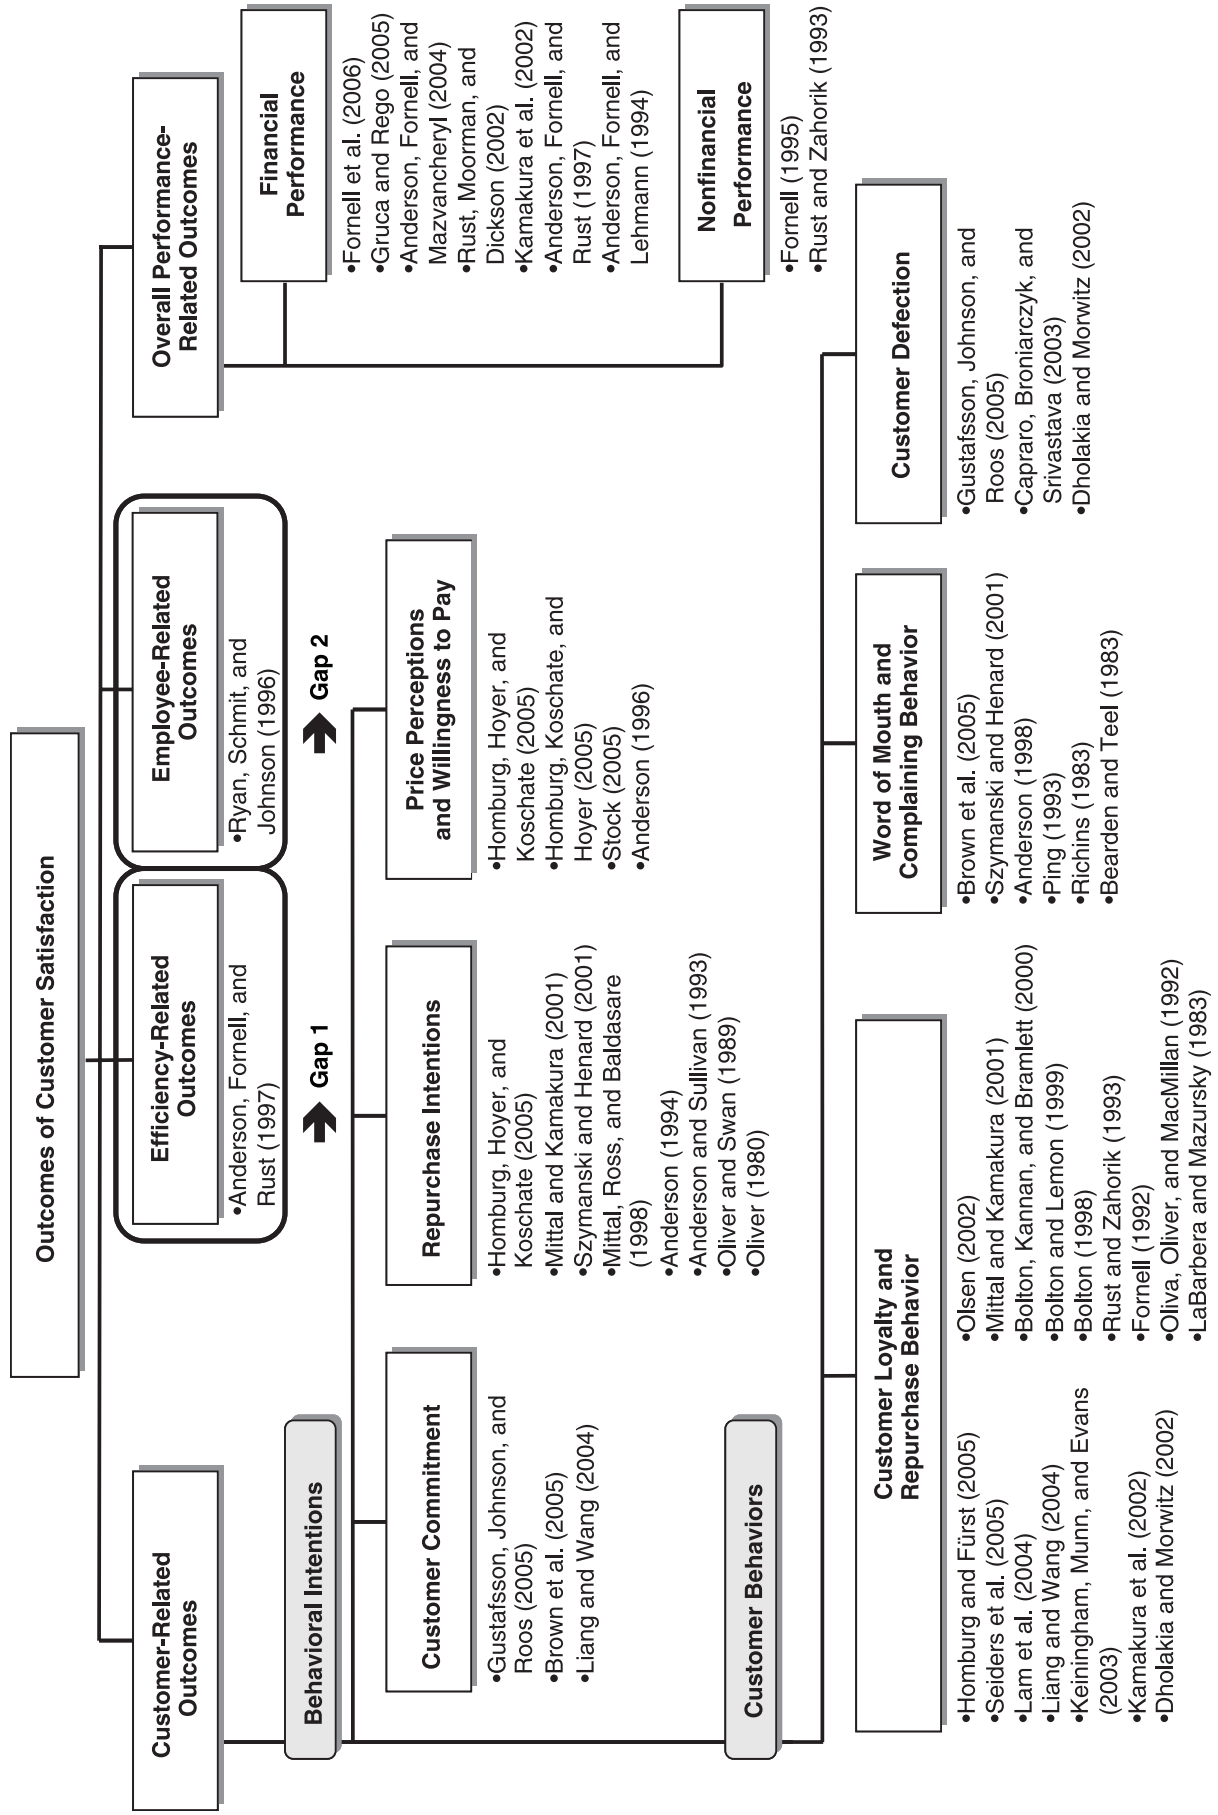 Outcomes of Customer Satisfaction
Customer-Related
Outcomes
Efficiency-Related
Outcomes
•Anderson, Fornell, and
Rust (1997)
Employee-Related
Outcomes
•Ryan, Schmit, and
Johnson (1996)
Overall Performance-
Related Outcomes
Gap 1
Gap 2
Financial
Performance
•Fornell et al. (2006)
•Gruca and Rego (2005)
•Anderson, Fornell, and
Mazvancheryl (2004)
•Rust, Moorman, and
Dickson (2002)
•Kamakura et al. (2002)
•Anderson, Fornell, and
Rust (1997)
•Anderson, Fornell, and
Lehmann (1994)
Nonfinancial
Performance
•Fornell (1995)
•Rust and Zahorik (1993)
Behavioral Intentions
Customer Commitment
•Gustafsson, Johnson, and
Roos (2005)
•Brown et al. (2005)
•Liang and Wang (2004)
Repurchase Intentions
•Homburg, Hoyer, and
Koschate (2005)
•Mittal and Kamakura (2001)
•Szymanski and Henard (2001)
•Mittal, Ross, and Baldasare
(1998)
•Anderson (1994)
•Anderson and Sullivan (1993)
•Oliver and Swan (1989)
•Oliver (1980)
Price Perceptions
and Willingness to Pay
•Homburg, Hoyer, and
Koschate (2005)
•Homburg, Koschate, and
Hoyer (2005)
•Stock (2005)
•Anderson (1996)
Customer Behaviors
Customer Loyalty and
Repurchase Behavior
•Homburg and Fürst (2005)
•Seiders et al. (2005)
•Lam et al. (2004)
•Liang and Wang (2004)
•Keiningham, Munn, and Evans
(2003)
•Kamakura et al. (2002)
•Dholakia and Morwitz (2002)
•Olsen (2002)
•Mittal and Kamakura (2001)
•Bolton, Kannan, and Bramlett (2000)
•Bolton and Lemon (1999)
•Bolton (1998)
•Rust and Zahorik (1993)
•Fornell (1992)
•Oliva, Oliver, and MacMillan (1992)
•LaBarbera and Mazursky (1983)
Word of Mouth and
Complaining Behavior
•Brown et al. (2005)
•Szymanski and Henard (2001)
•Anderson (1998)
•Ping (1993)
•Richins (1983)
•Bearden and Teel (1983)
Customer Defection
•Gustafsson, Johnson, and
Roos (2005)
•Capraro, Broniarczyk, and
Srivastava (2003)
•Dholakia and Morwitz (2002)